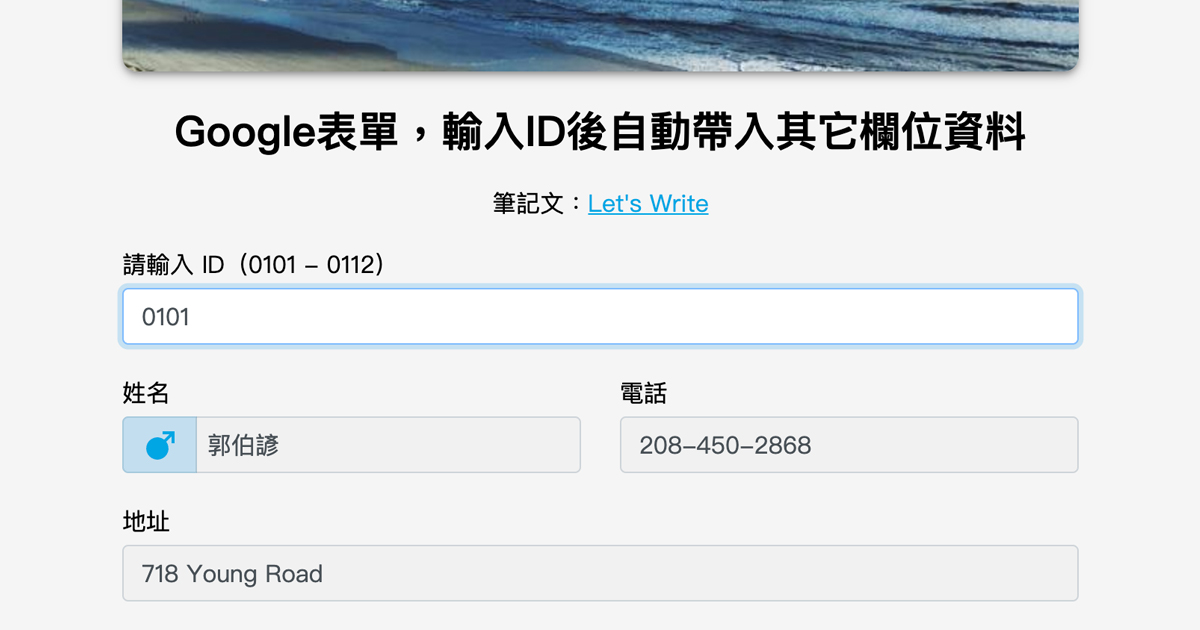 Google表單，輸入ID後自動帶入其它欄位資料
筆記文：Let's Write
請輸入 ID（0101 – 0112）
0101
姓名
電話
郭伯諺
208-450-2868
地址
718 Young Road